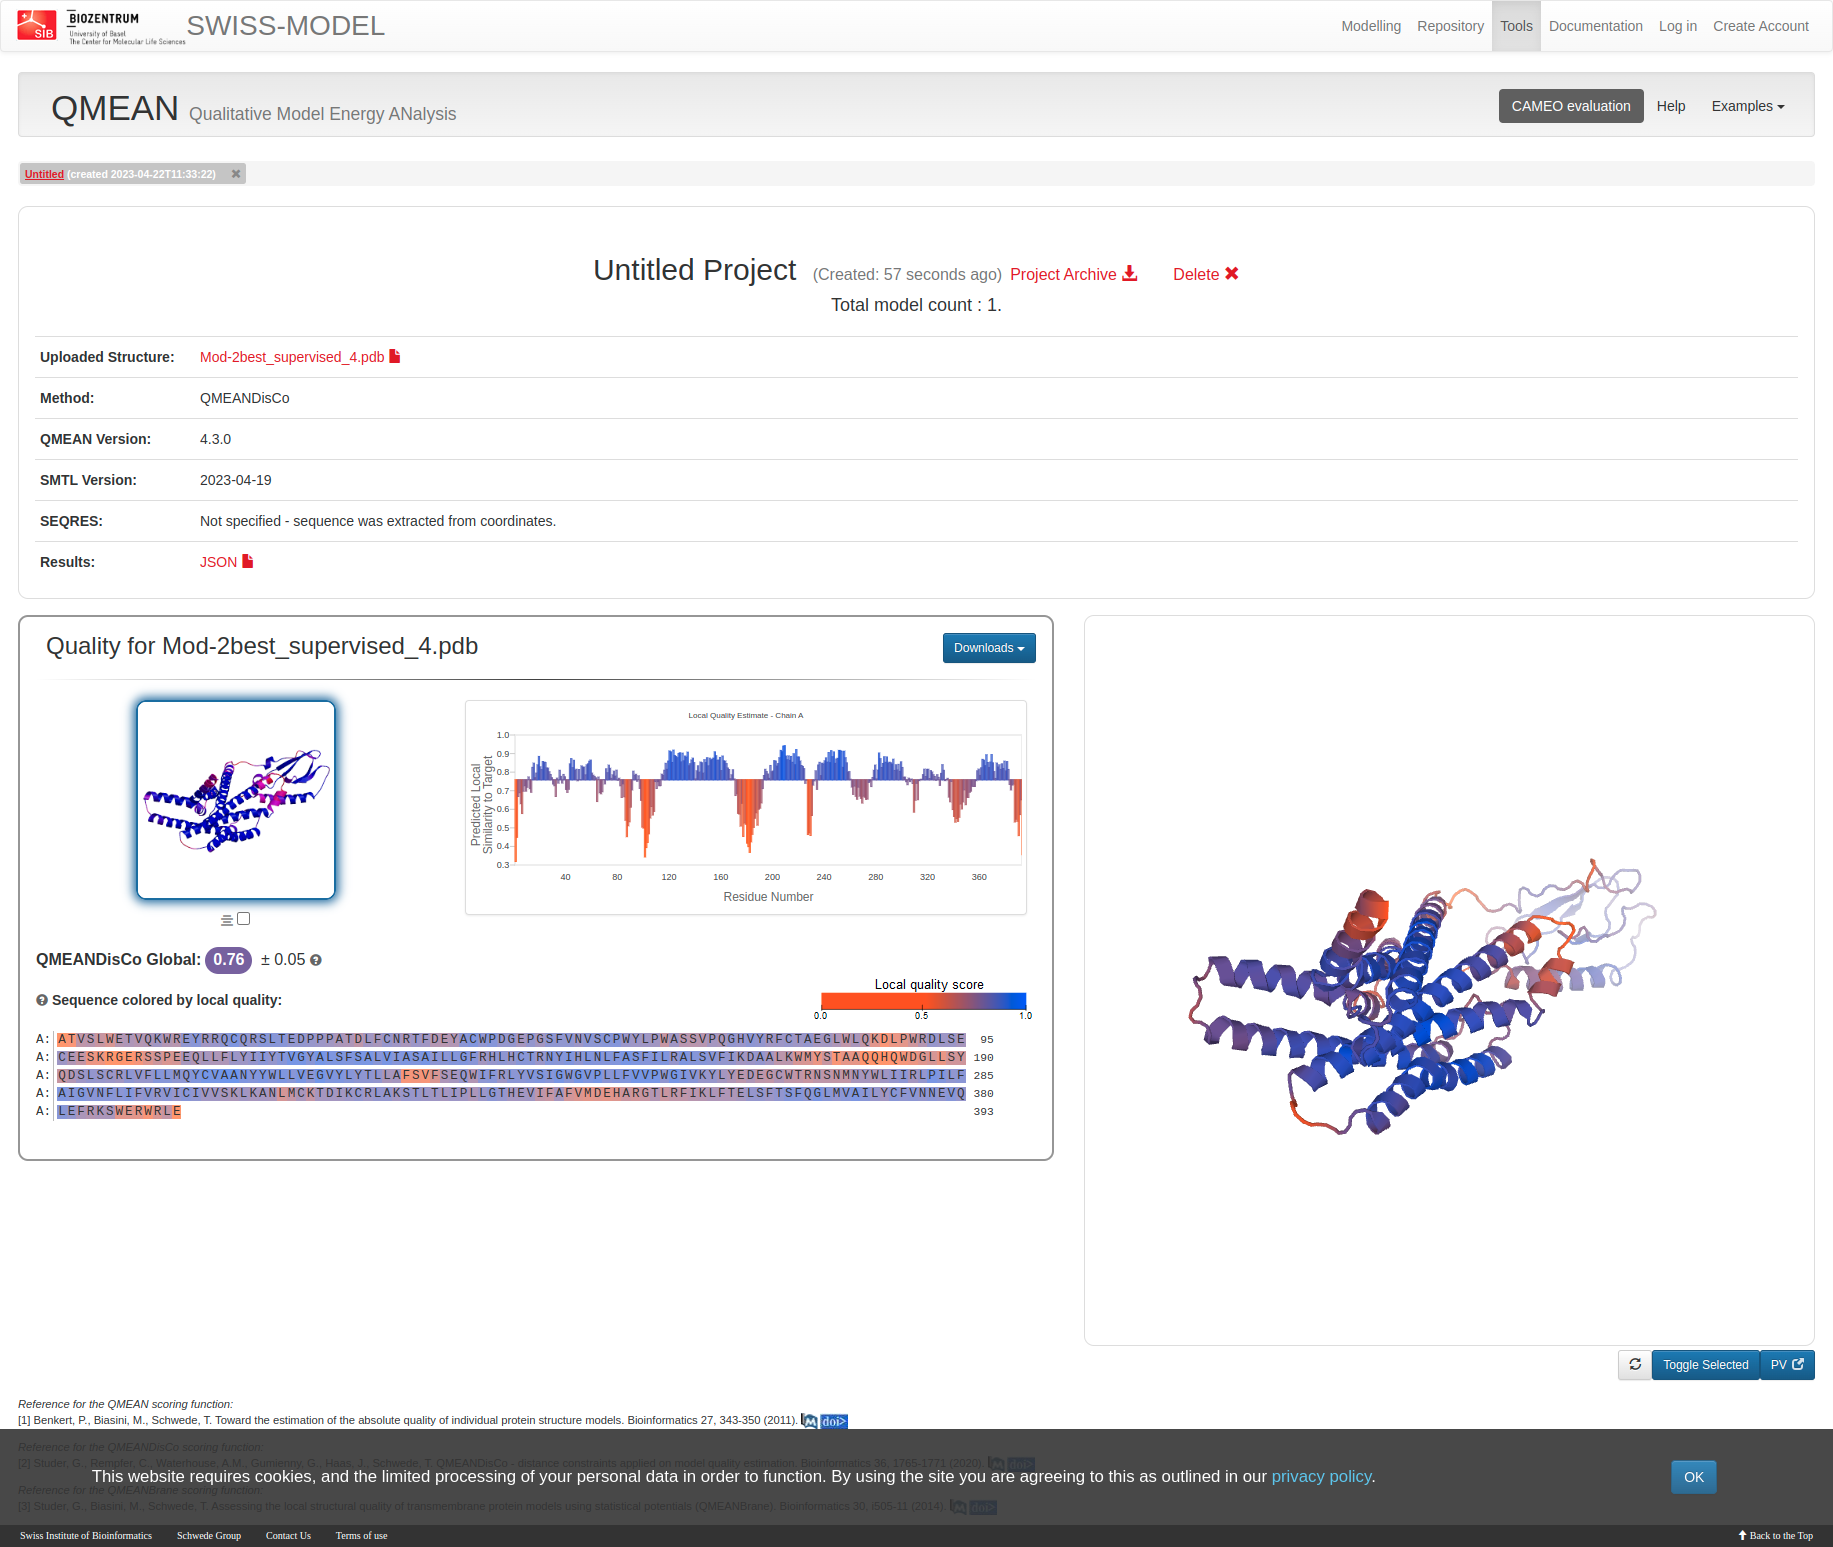 SIB
BIOZENTRUM
University of Basel
The Center for Molecular Life Sciences
SWISS-MODEL
Modelling
Repository
Tools
Documentation
Log in
Create Account
QMEAN Qualitative Model Energy ANalysis
CAMEO evaluation
Help
Examples
Untitled (created 2023-04-22T11:33:22)
Untitled Project (Created: 57 seconds ago) Project Archive Delete
Total model count : 1.
Uploaded Structure: Mod-2best_supervised_4.pdb
Method: QMEANDisCo
QMEAN Version: 4.3.0
SMTL Version: 2023-04-19
SEQRES: Not specified - sequence was extracted from coordinates.
Results: JSON
Quality for Mod-2best_supervised_4.pdb
Downloads
Local Quality Estimate - Chain A
Predicted Local
Similarity to Target
1.0
0.9
0.8
0.7
0.6
0.5
0.4
0.3
40 80 120 160 200 240 280 320 360
Residue Number
QMEANDisCo Global: 0.76 ± 0.05
Sequence colored by local quality:
Local quality score
0.0 0.5 1.0
A: ATVSLWETVQKWREYRRQCQRSLTEDPPPATDLFCNRTFDEYACWPDGEPGSFVNVSCPWYLPWASSVPQGHVYRFCTAEGLWLQKDLPWRDLSE 95
A: CEESKRGERSSPEEQLLFLYIIYTVGYALSFSALVIASAILLGFRHLHCTRNYIHLNLFASFILRALSVFIKDAALKWMYSTAAQQHQWDGLLSY 190
A: QDSLSCRLVFLLMQYCVAANYYWLLVEGVYLYTLLAFSVFSEQWIFRLYVSIGWGVPLLFVVPWGIVKYLYEDEGCWTRNSNMNYWLIIRLPILF 285
A: AIGVNFLIFVRVICIVVSKLKANLMCKTDIKCRLAKSTLTLIPLLGTHEVIFAFVMDEHARGTLRFIKLFTELSFTSFQGLMVAILYCFVNNEVQ 380
A: LEFRKSWERWRLE 393
Toggle Selected
PV
Reference for the QMEAN scoring function:
[1] Benkert, P., Biasini, M., Schwede, T. Toward the estimation of the absolute quality of individual protein structure models. Bioinformatics 27, 343-350 (2011). M doi>
Reference for the QMEANDisCo scoring function:
[2] Studer, G., Rempfer, C., Waterhouse, A.M., Gumienny, G., Haas, J., Schwede, T. QMEANDisCo - distance constraints applied on model quality estimation. Bioinformatics 36, 1765-1771 (2020). M doi>
This website requires cookies, and the limited processing of your personal data in order to function. By using the site you are agreeing to this as outlined in our privacy policy.
OK
Reference for the QMEANBrane scoring function:
[3] Studer, G., Biasini, M., Schwede, T. Assessing the local structural quality of transmembrane protein models using statistical potentials (QMEANBrane). Bioinformatics 30, i505-11 (2014). M doi>
Swiss Institute of Bioinformatics
Schwede Group
Contact Us
Terms of use
Back to the Top